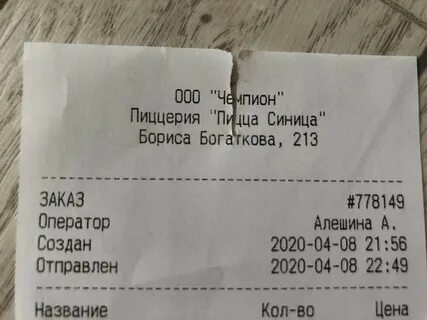 ООО "Чемпион"
Пиццерия "Пицца Синица"
Бориса Богаткова, 213
ЗАКАЗ #778149
Оператор Алешина А.
Создан 2020-04-08 21:56
Отправлен 2020-04-08 22:49
Название Кол-во Цена